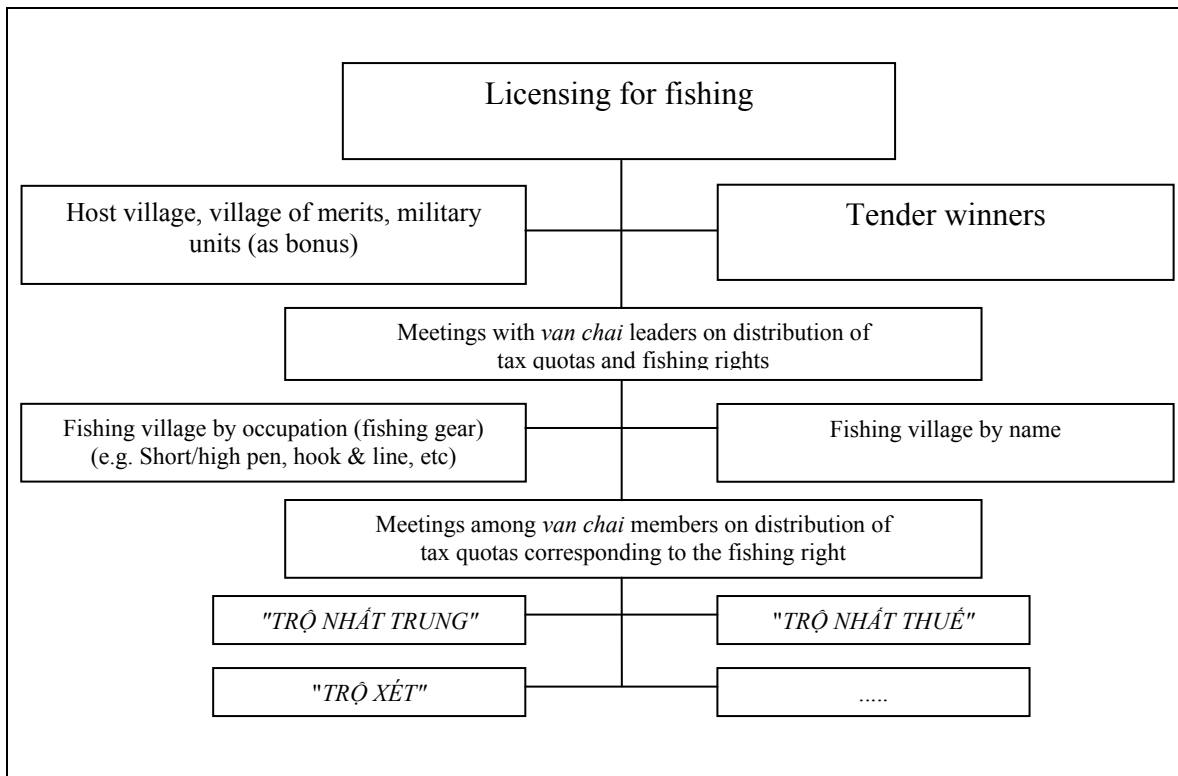 Licensing for fishing
Host village, village of merits, military
units (as bonus)
Tender winners
Meetings with van chai leaders on distribution of
tax quotas and fishing rights
Fishing village by occupation (fishing gear)
(e.g. Short/high pen, hook & line, etc)
Fishing village by name
Meetings among van chai members on distribution of
tax quotas corresponding to the fishing right
"TRỘ NHẤT TRUNG"
"TRỘ NHẤT THUẾ"
"TRỘ XÉT"
.....